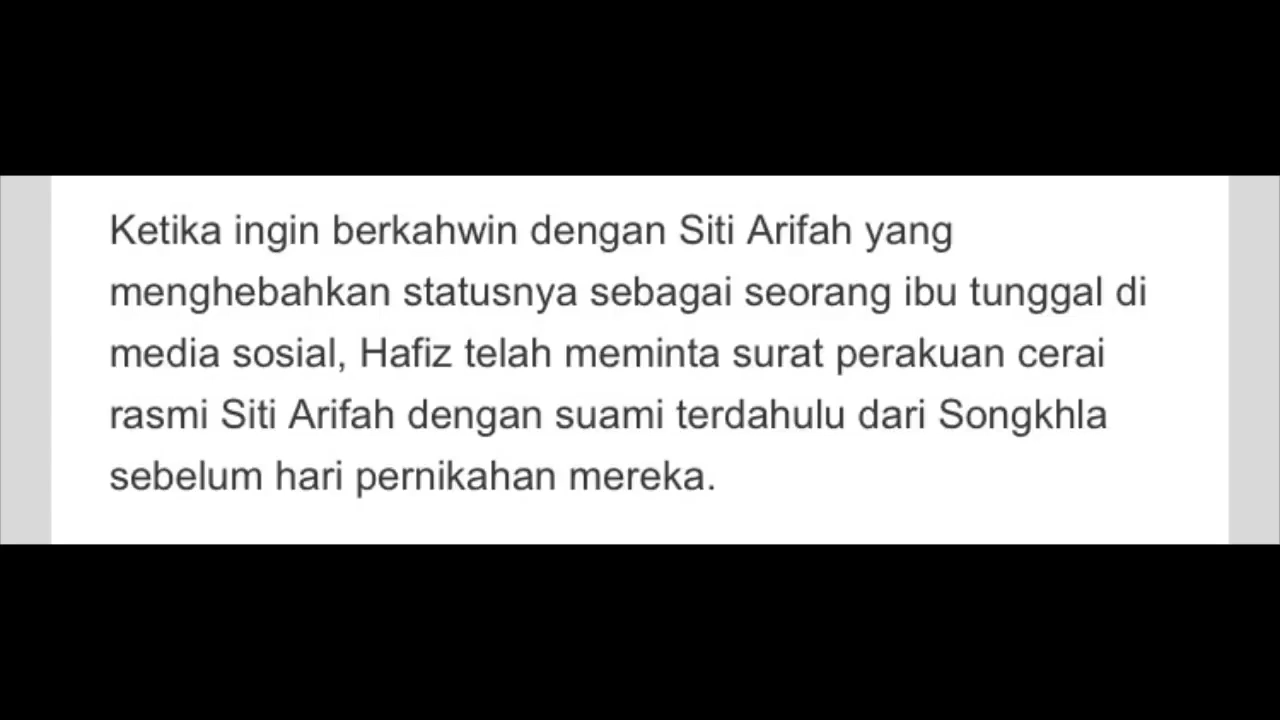 Ketika ingin berkahwin dengan Siti Arifah yang
menghebahkan statusnya sebagai seorang ibu tunggal di
media sosial, Hafiz telah meminta surat perakuan cerai
rasmi Siti Arifah dengan suami terdahulu dari Songkhla
sebelum hari pernikahan mereka.